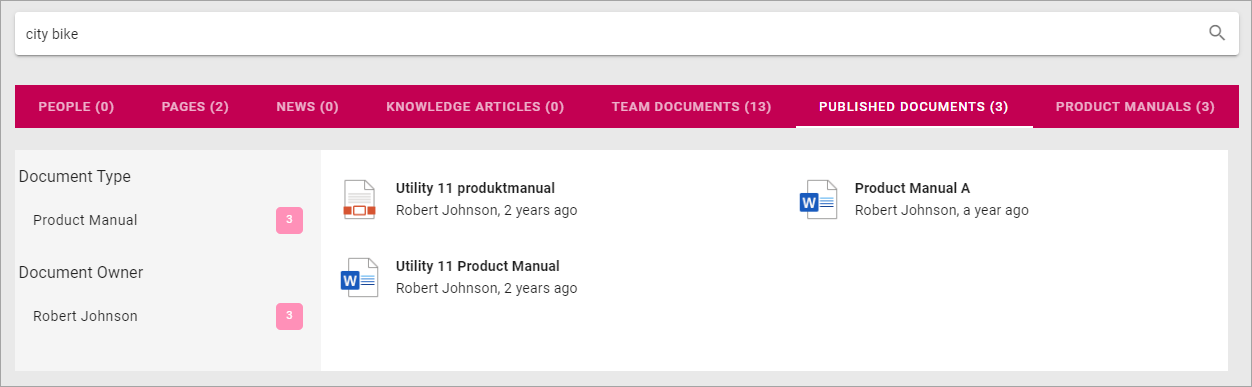 city bike
PEOPLE (0) PAGES (2) NEWS (0) KNOWLEDGE ARTICLES (0) TEAM DOCUMENTS (13) PUBLISHED DOCUMENTS (3) PRODUCT MANUALS (3)
Document Type
Product Manual 3
Document Owner
Robert Johnson 3
Utility 11 produktmanual
Robert Johnson, 2 years ago
W
Product Manual A
Robert Johnson, a year ago
W
Utility 11 Product Manual
Robert Johnson, 2 years ago